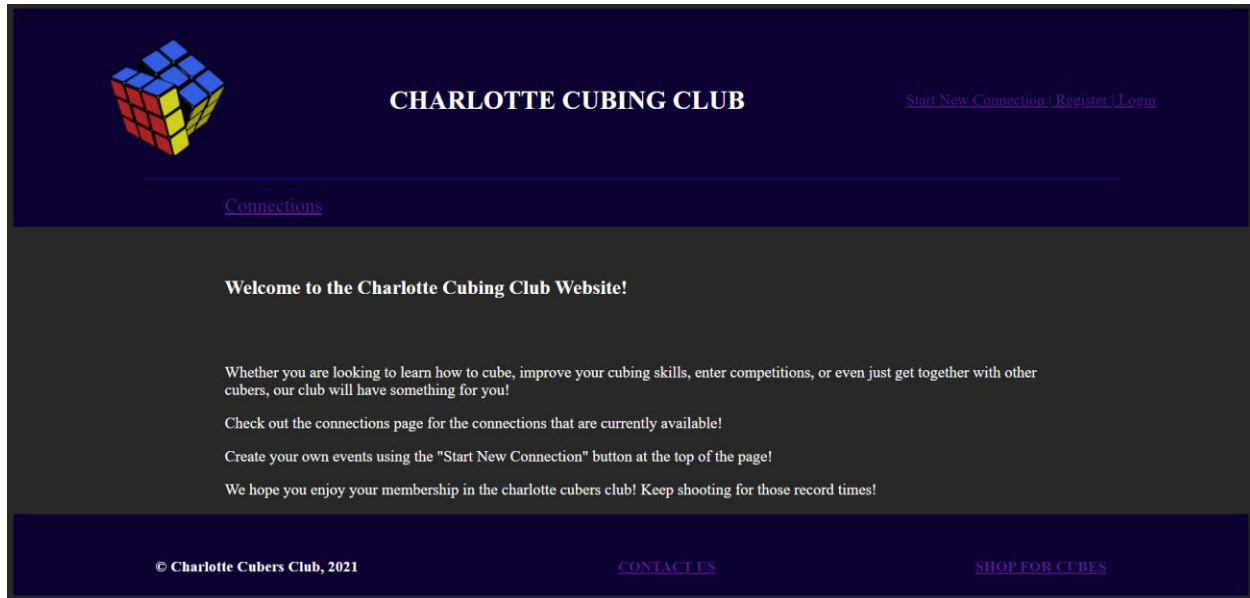 CHARLOTTE CUBING CLUB
Start New Connection | Register | Login
Connections
Welcome to the Charlotte Cubing Club Website!
Whether you are looking to learn how to cube, improve your cubing skills, enter competitions, or even just get together with other
cubers, our club will have something for you!
Check out the connections page for the connections that are currently available!
Create your own events using the "Start New Connection" button at the top of the page!
We hope you enjoy your membership in the charlotte cubers club! Keep shooting for those record times!
© Charlotte Cubers Club, 2021
CONTACT US
SHOP FOR CUBES